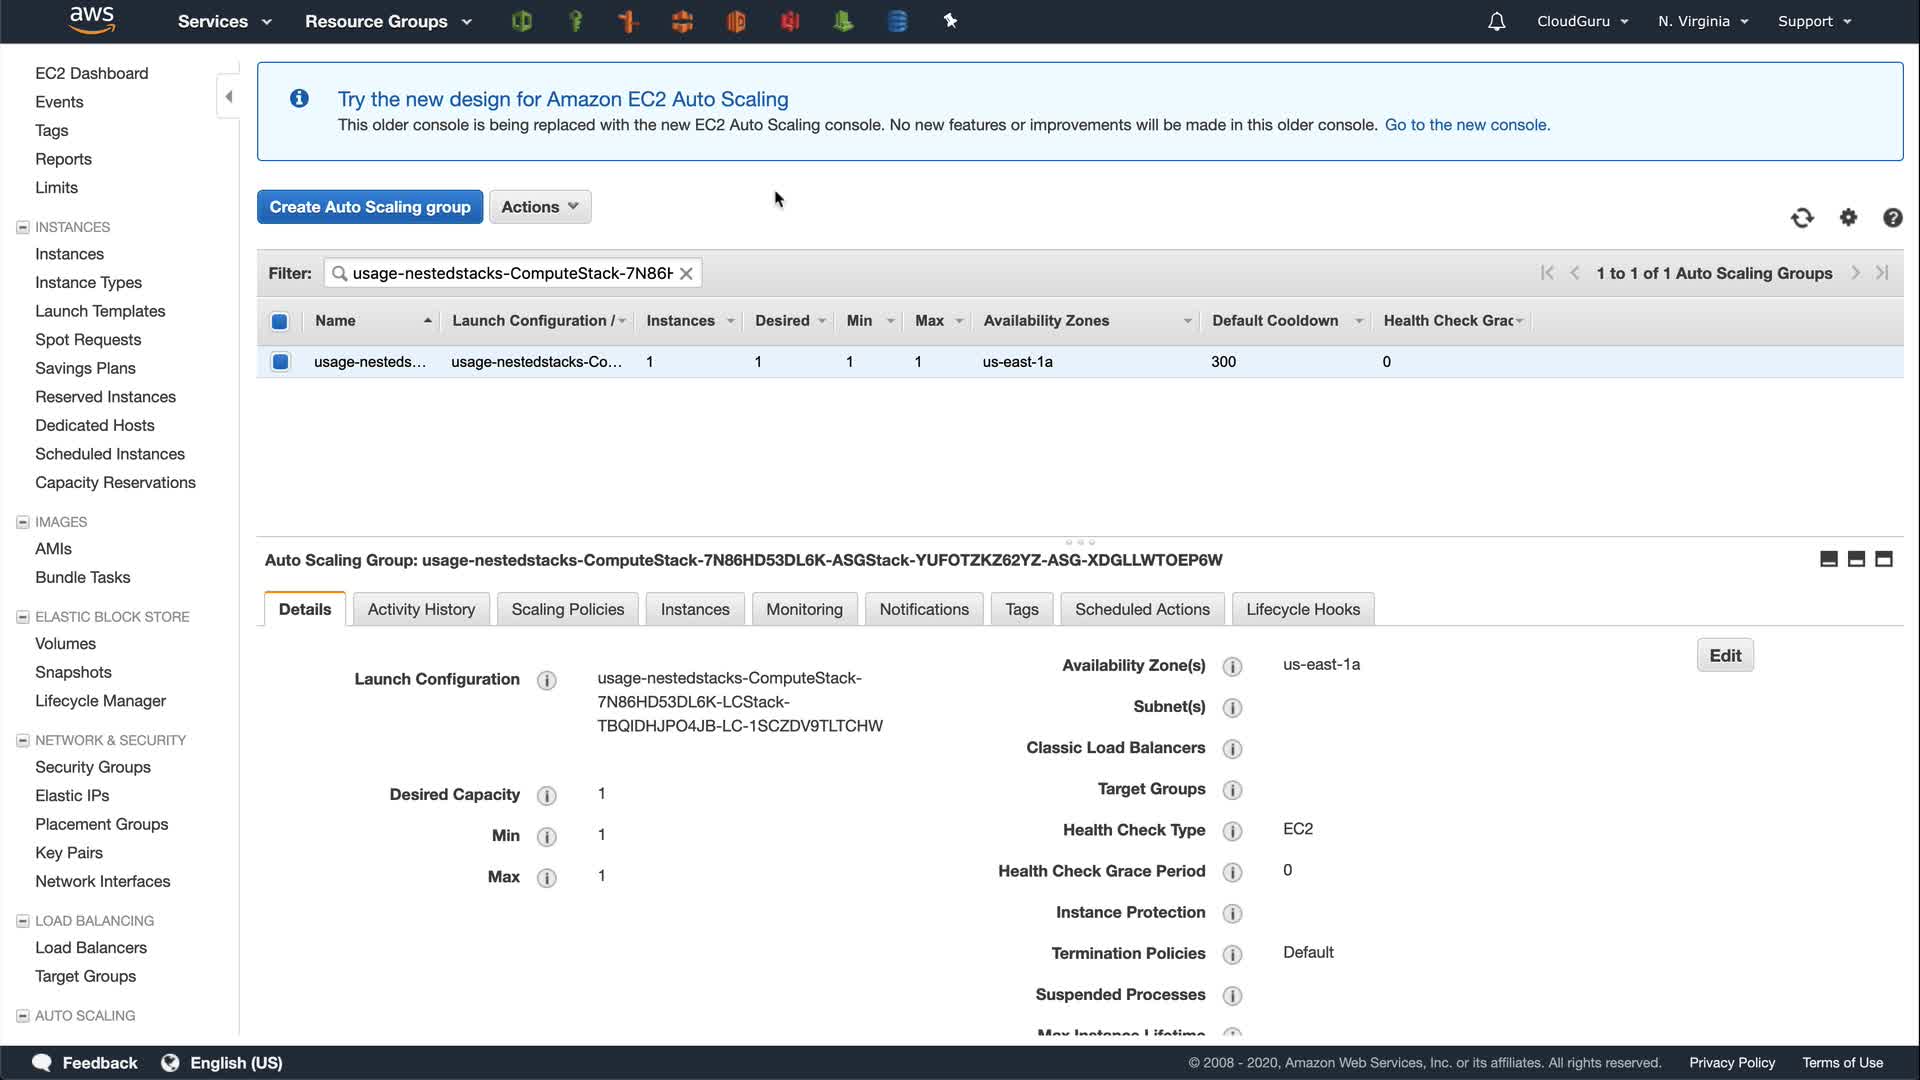 aws Services Resource Groups CloudGuru N. Virginia Support
EC2 Dashboard
Events
Tags
Reports
Limits
INSTANCES
Instances
Instance Types
Launch Templates
Spot Requests
Savings Plans
Reserved Instances
Dedicated Hosts
Scheduled Instances
Capacity Reservations
IMAGES
AMIs
Bundle Tasks
ELASTIC BLOCK STORE
Volumes
Snapshots
Lifecycle Manager
NETWORK & SECURITY
Security Groups
Elastic IPs
Placement Groups
Key Pairs
Network Interfaces
LOAD BALANCING
Load Balancers
Target Groups
AUTO SCALING
Try the new design for Amazon EC2 Auto Scaling
This older console is being replaced with the new EC2 Auto Scaling console. No new features or improvements will be made in this older console. Go to the new console.
Create Auto Scaling group Actions
Filter: usage-nestedstacks-ComputeStack-7N86H 1 to 1 of 1 Auto Scaling Groups
Name Launch Configuration / Instances Desired Min Max Availability Zones Default Cooldown Health Check Grac
usage-nesteds... usage-nestedstacks-Co... 1 1 1 1 us-east-1a 300 0
Auto Scaling Group: usage-nestedstacks-ComputeStack-7N86HD53DL6K-ASGStack-YUFOTZKZ62YZ-ASG-XDGLLWTOEP6W
Details Activity History Scaling Policies Instances Monitoring Notifications Tags Scheduled Actions Lifecycle Hooks
Edit
Launch Configuration usage-nestedstacks-ComputeStack-
7N86HD53DL6K-LCStack-
TBQIDHJPO4JB-LC-1SCZDV9TLTCHW
Desired Capacity 1
Min 1
Max 1
Availability Zone(s) us-east-1a
Subnet(s)
Classic Load Balancers
Target Groups
Health Check Type EC2
Health Check Grace Period 0
Instance Protection
Termination Policies Default
Suspended Processes
Max Instance Lifetime
Feedback English (US) © 2008 - 2020, Amazon Web Services, Inc. or its affiliates. All rights reserved. Privacy Policy Terms of Use